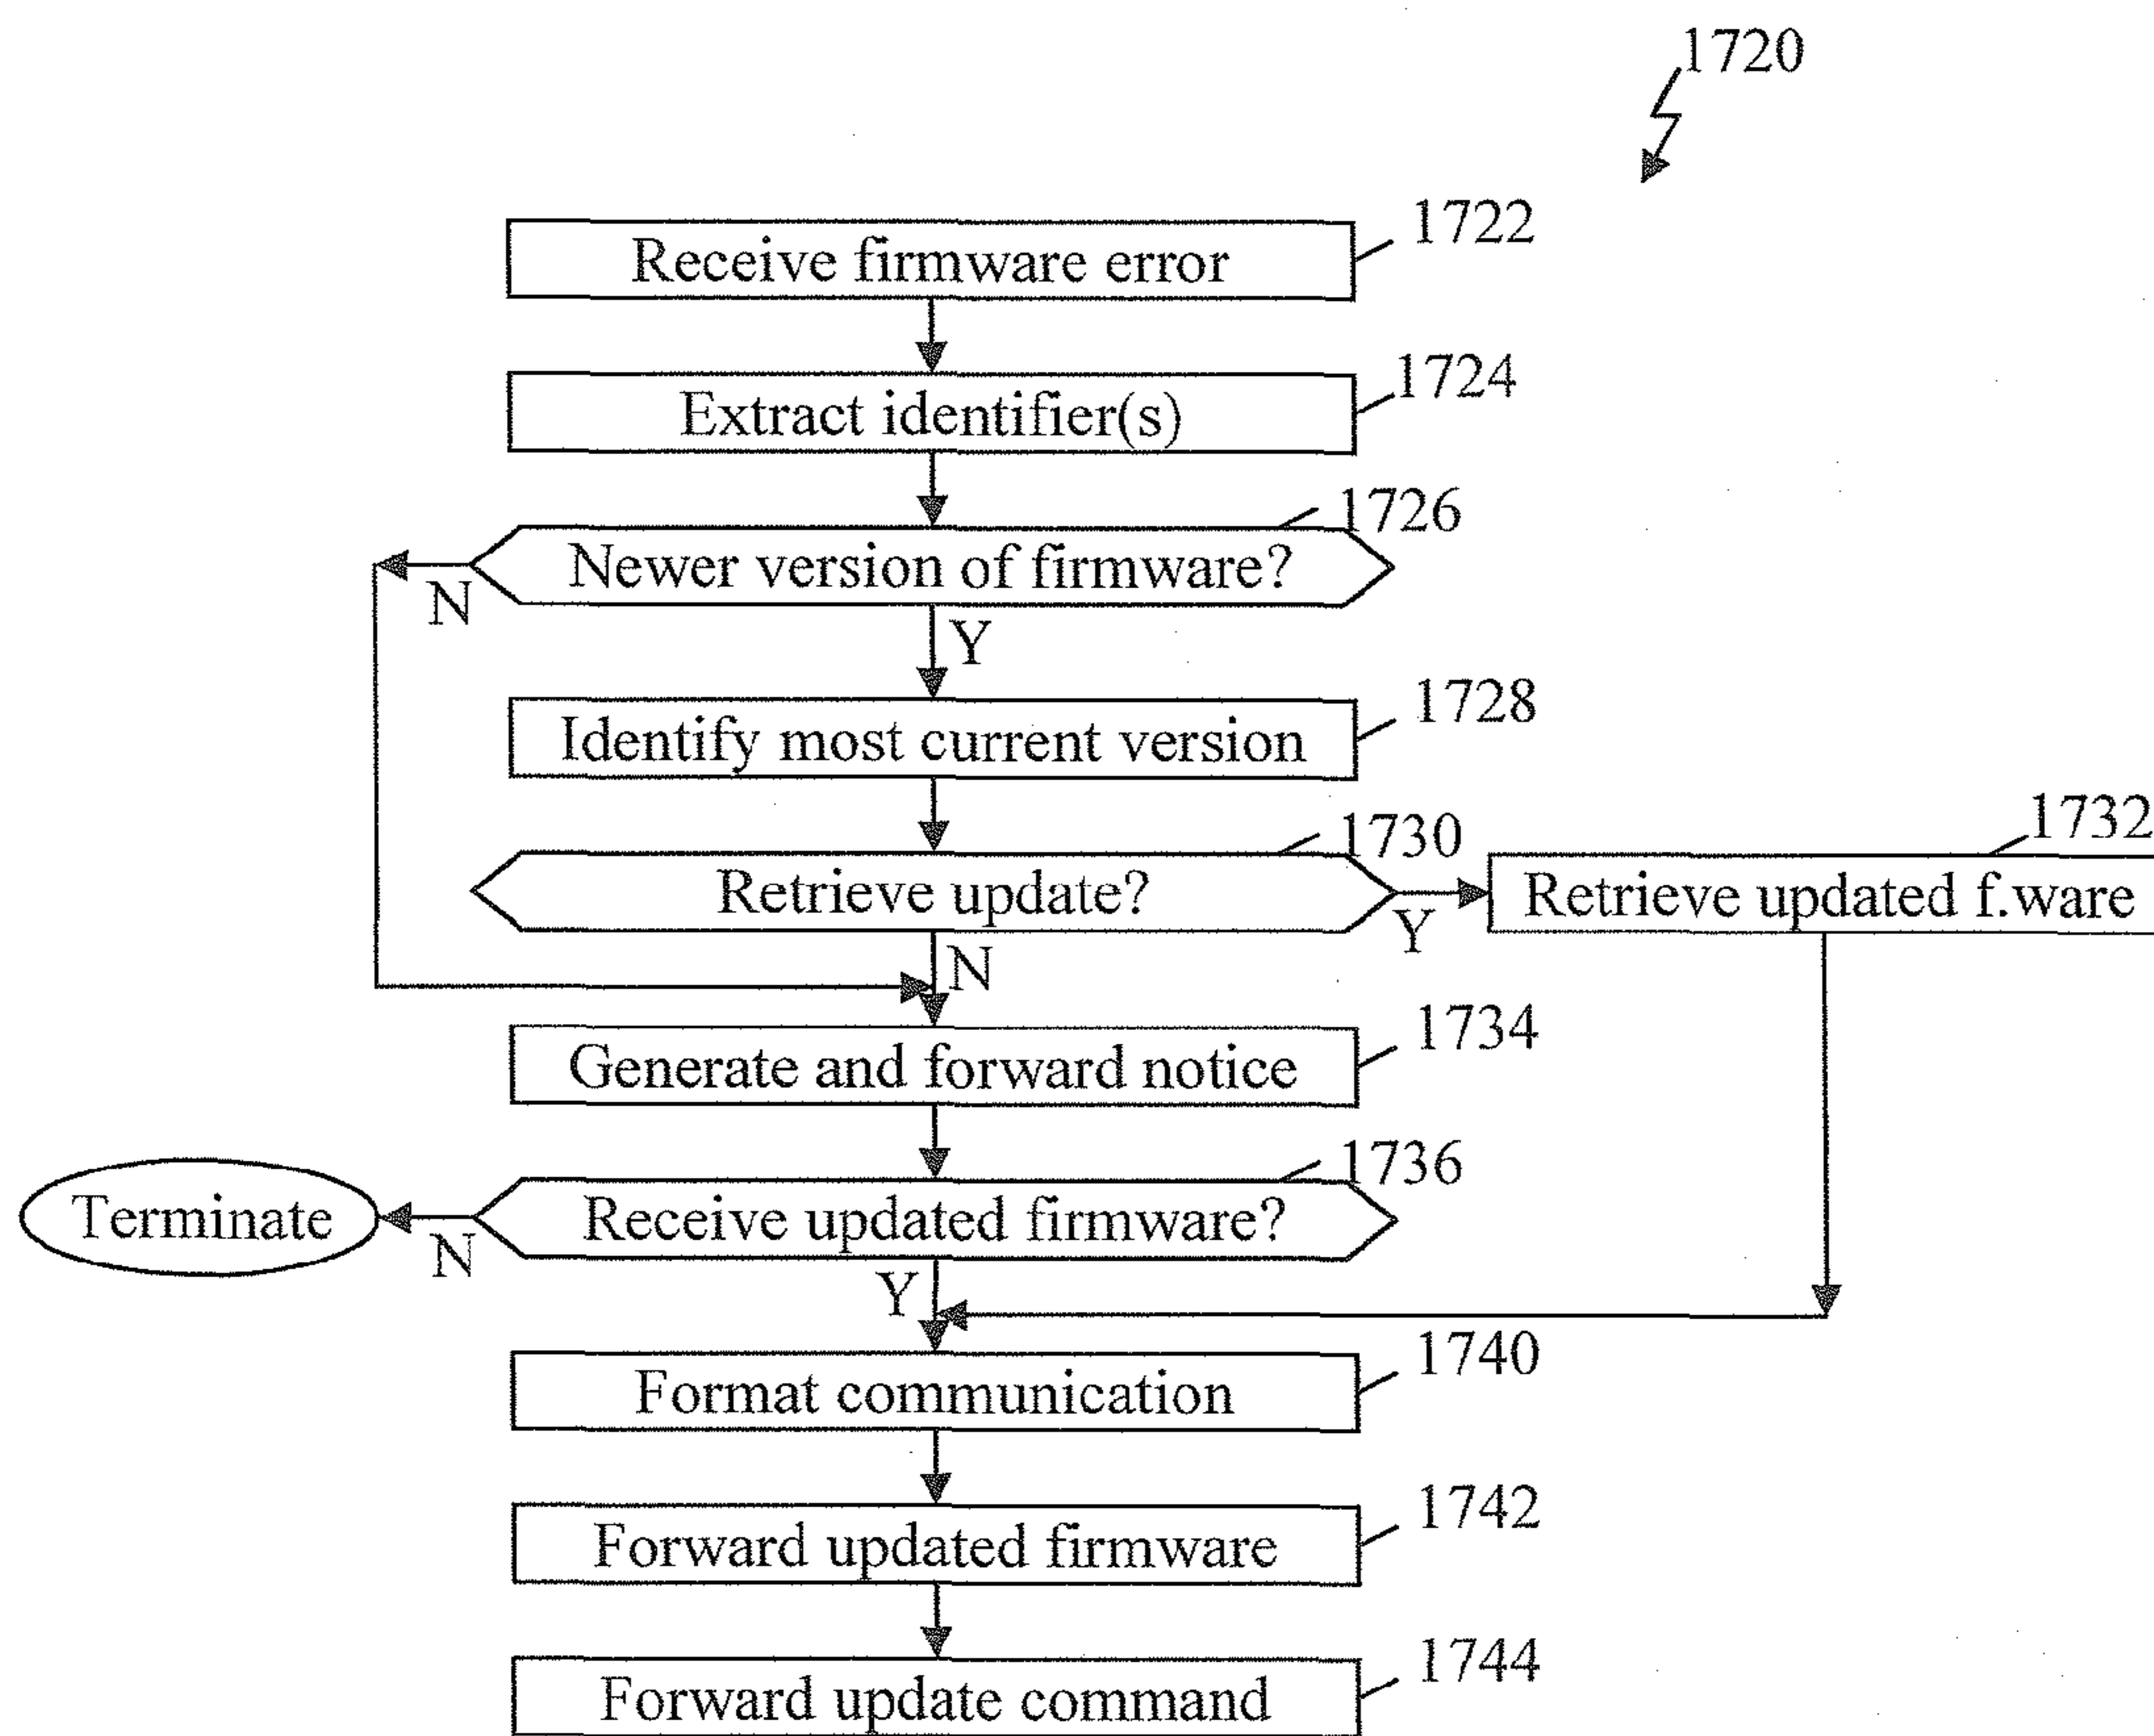 1720
Receive firmware error
1722
Extract identifier(s)
1724
Newer version of firmware?
1726
N
Y
Identify most current version
1728
Retrieve update?
1730
Y
Retrieve updated f.ware
1732
N
Generate and forward notice
1734
Receive updated firmware?
1736
Terminate
N
Y
Format communication
1740
Forward updated firmware
1742
Forward update command
1744